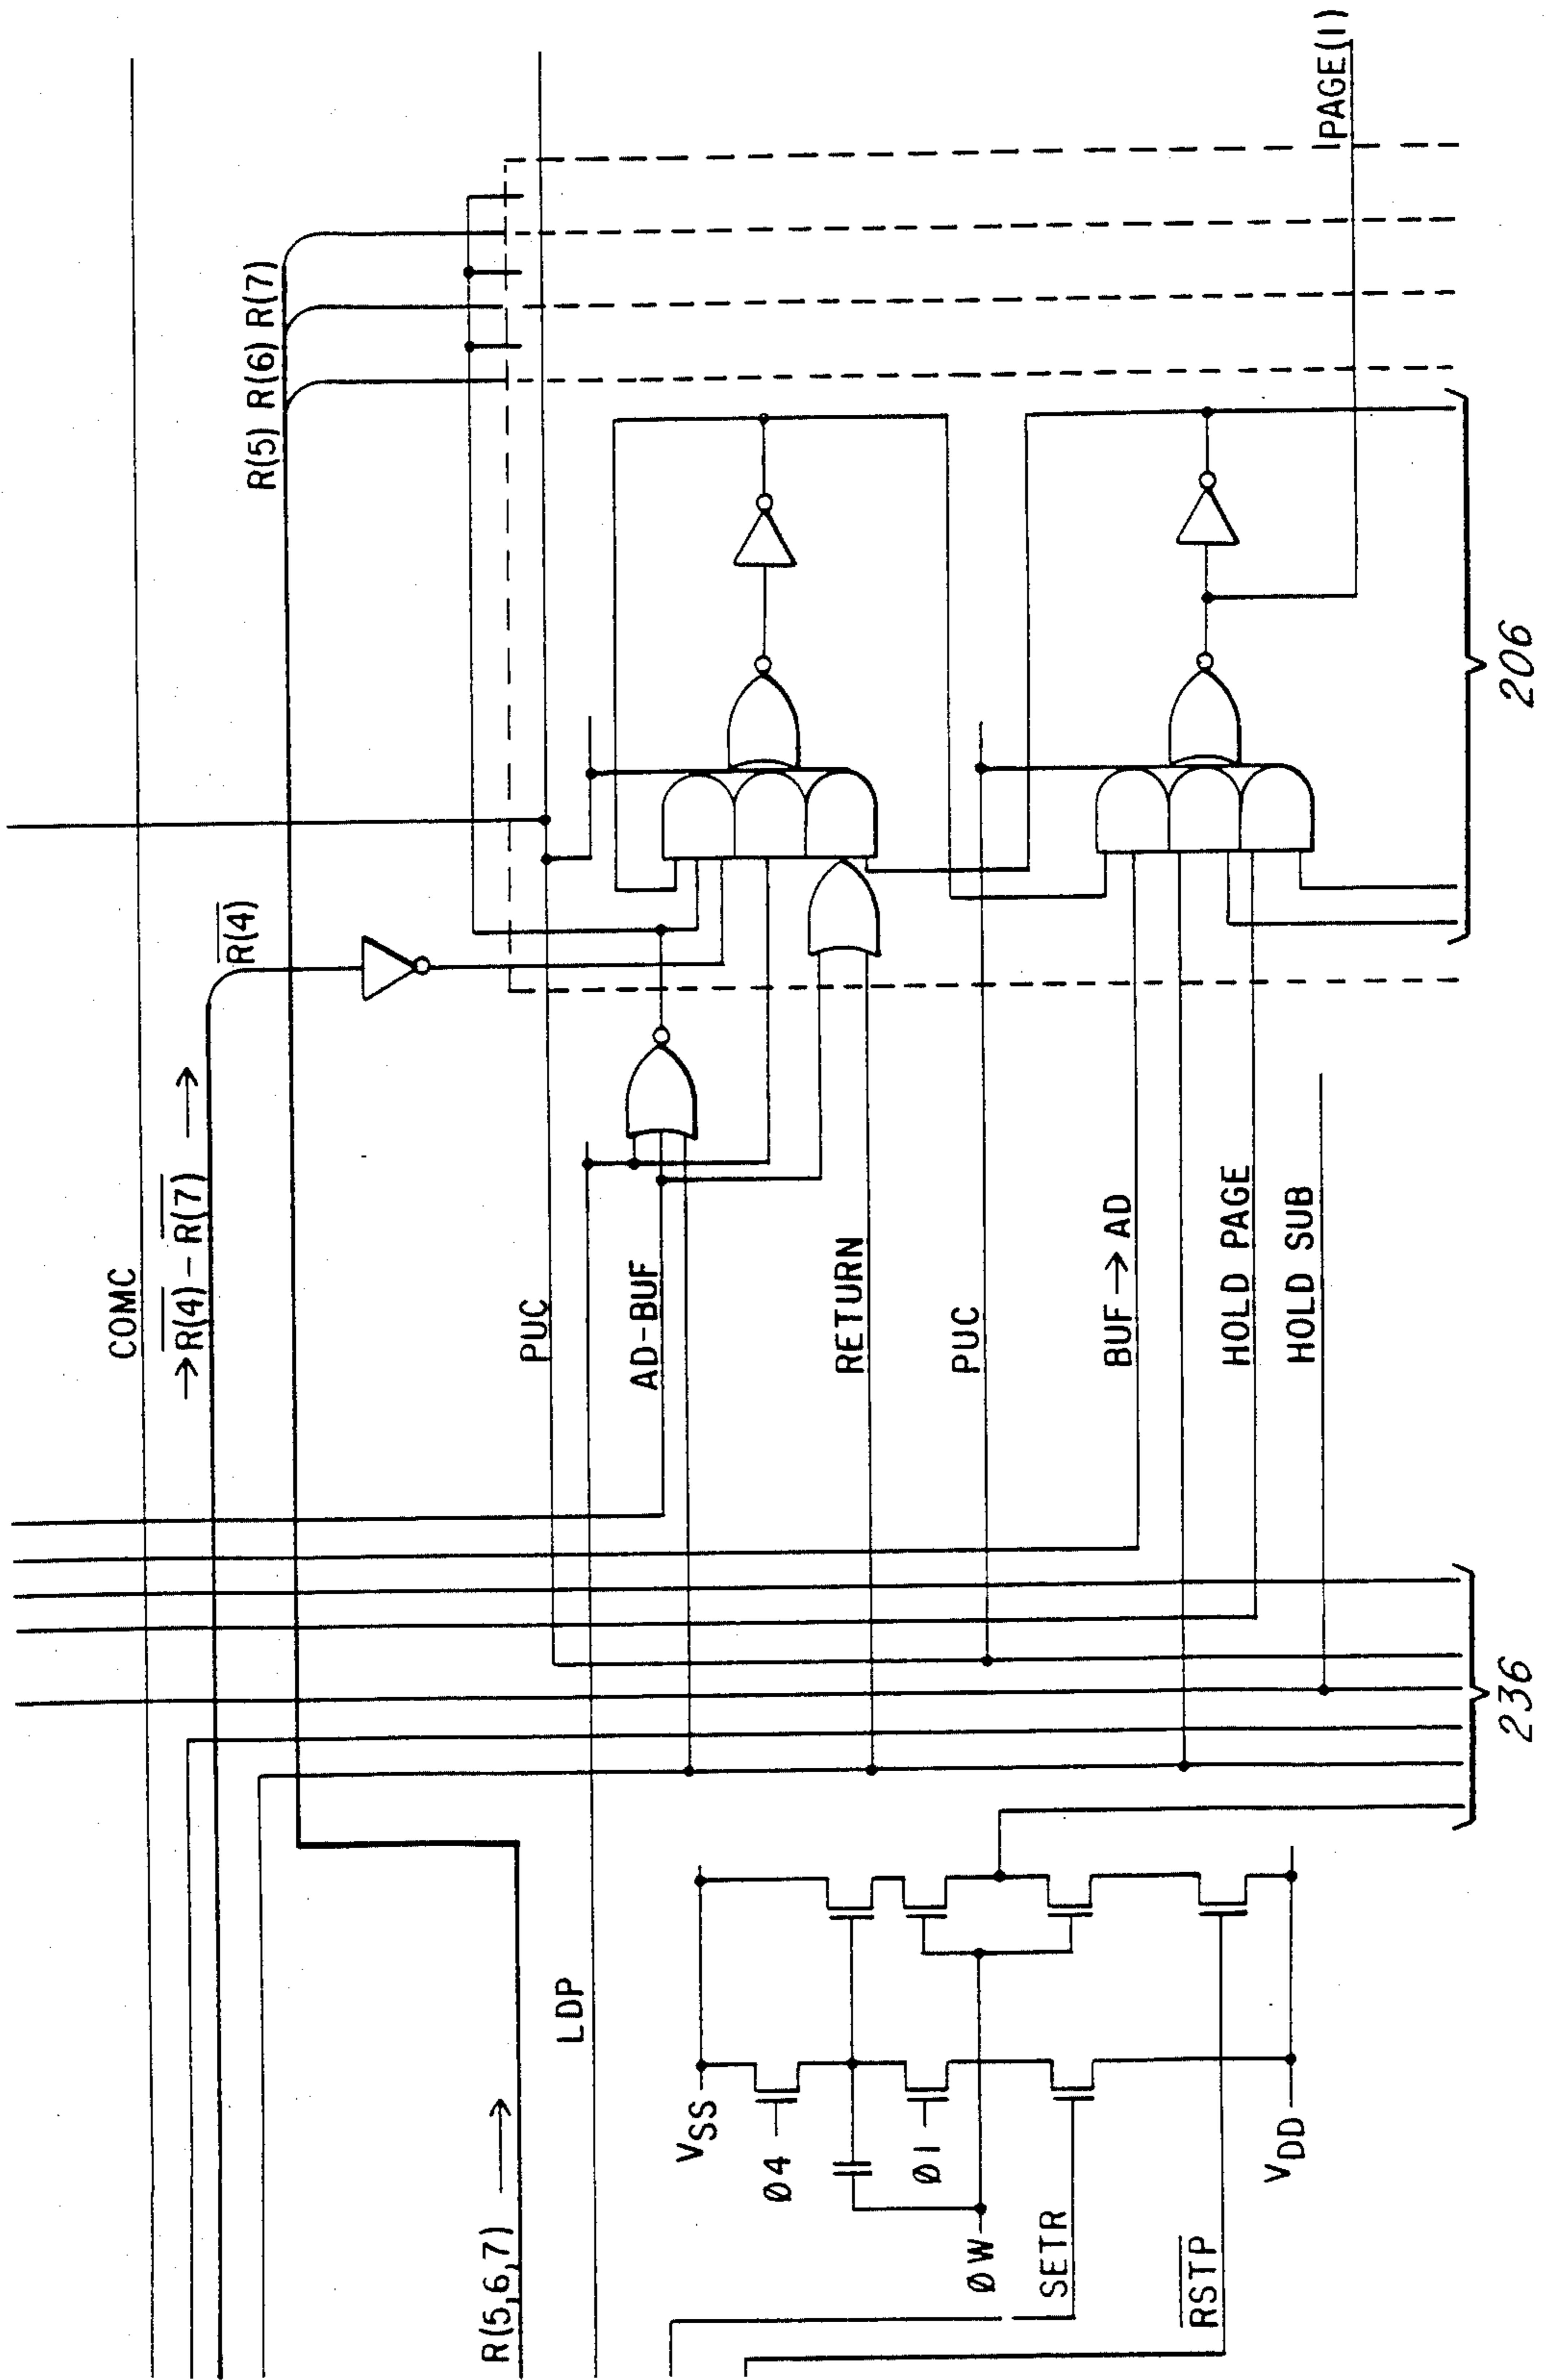 COMC
→R̅(̅4̅)̅ – R̅(̅7̅)̅ →
R̅(̅4̅)̅
R(5) R(6) R(7)
R(5,6,7) →
PUC
LDP
AD-BUF
RETURN
PUC
BUF→AD
HOLD PAGE
HOLD SUB
PAGE(1)
VSS
Ø4
Ø1
ØW
SETR
R̅S̅T̅P̅
VDD
236
206